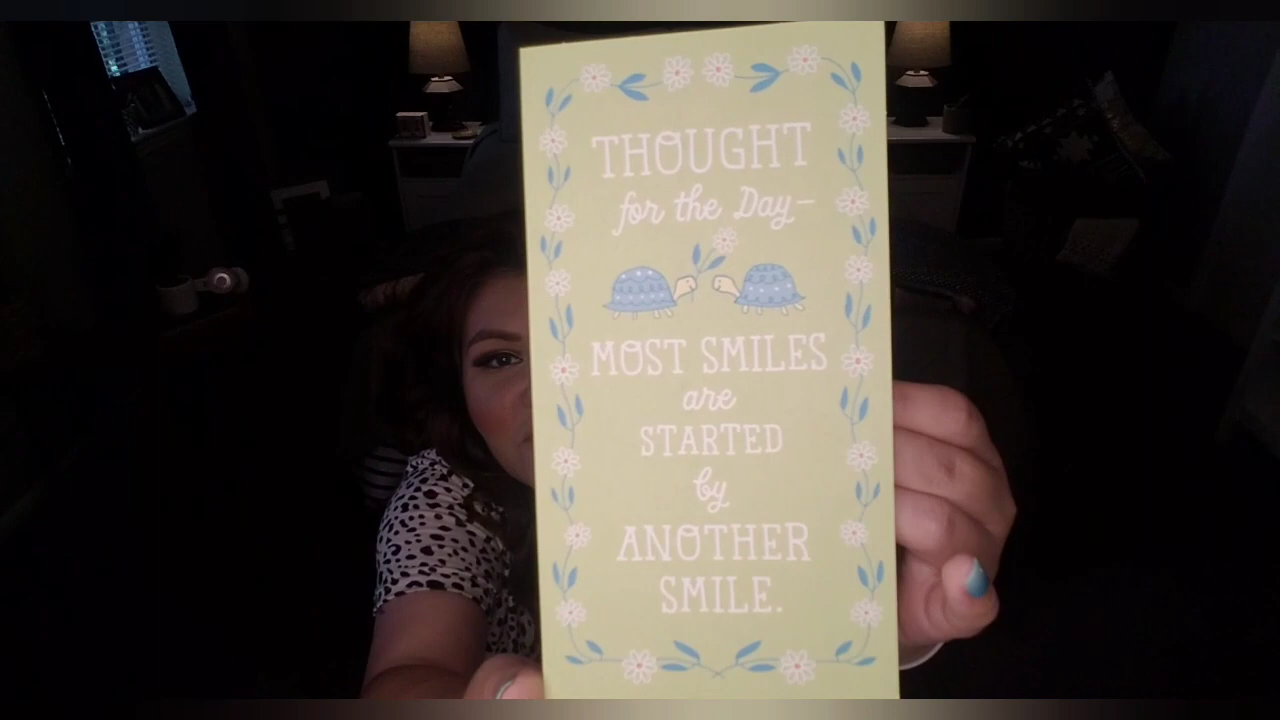 THOUGHT
for the Day-
MOST SMILES
are
STARTED
by
ANOTHER
SMILE.